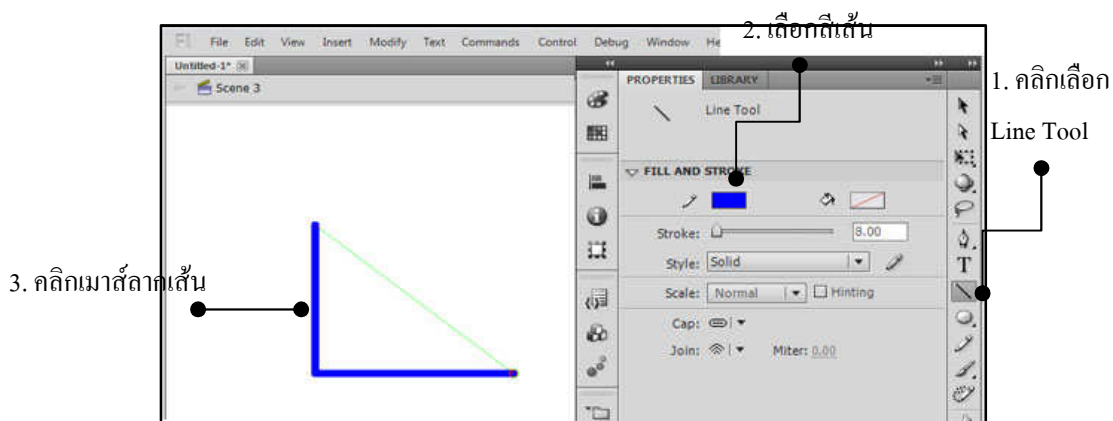 2. เลือกสีเส้น
Fl File Edit View Insert Modify Text Commands Control Debug Window He
Untitled-1*
Scene 3
PROPERTIES LIBRARY
Line Tool
1. คลิกเลือก
Line Tool
FILL AND STROKE
Stroke: 8.00
Style: Solid
Scale: Normal Hinting
Cap:
Join: Miter: 0.00
T
3. คลิกเมาส์ลากเส้น